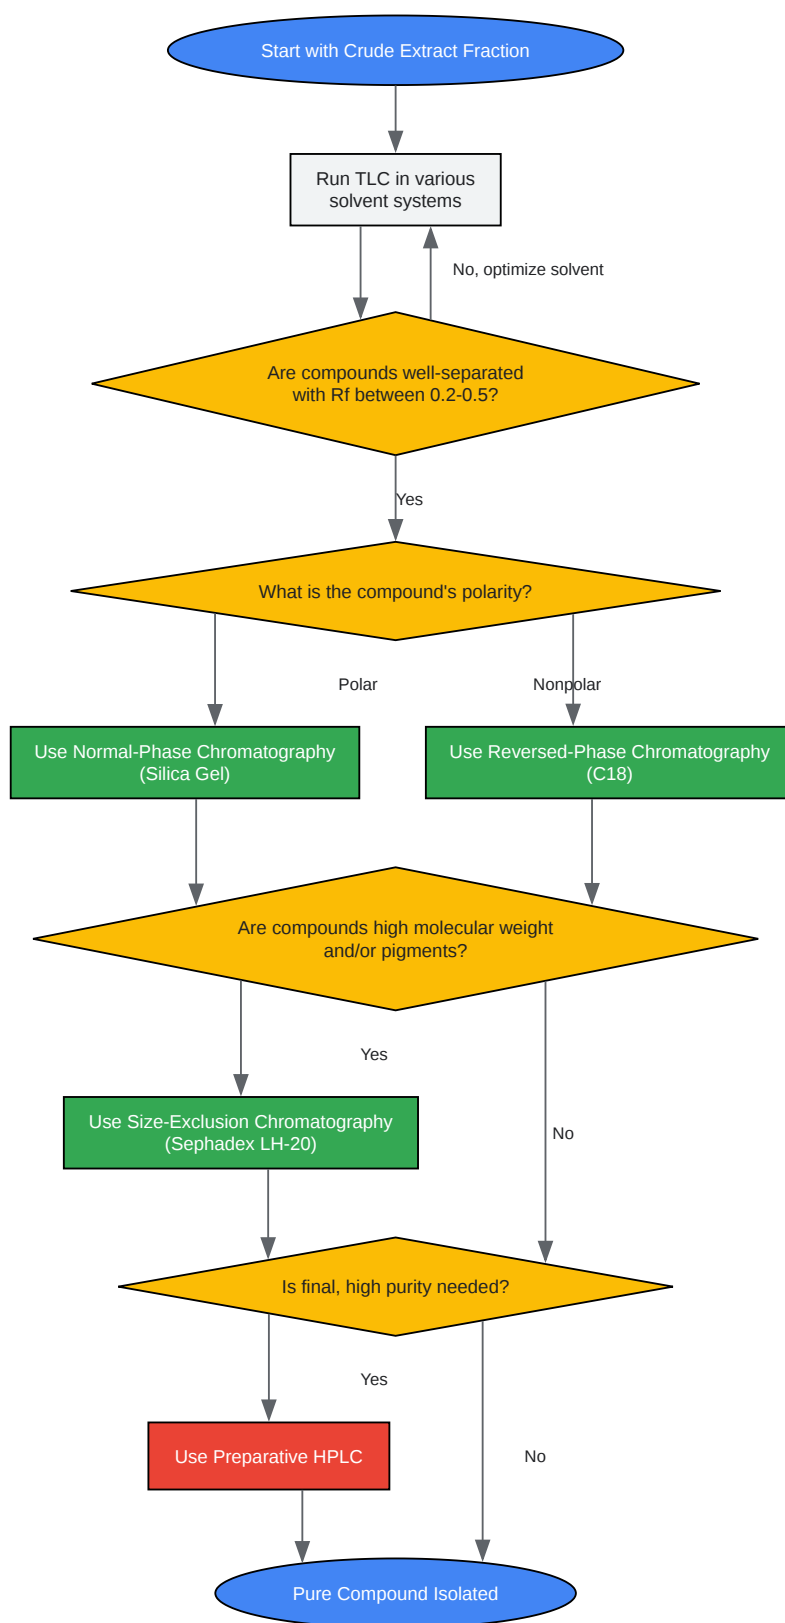 Start with Crude Extract Fraction
Run TLC in various
solvent systems
No, optimize solvent
Are compounds well-separated
with Rf between 0.2-0.5?
Yes
What is the compound's polarity?
Polar
Nonpolar
Use Normal-Phase Chromatography
(Silica Gel)
Use Reversed-Phase Chromatography
(C18)
Are compounds high molecular weight
and/or pigments?
Yes
Use Size-Exclusion Chromatography
(Sephadex LH-20)
No
Is final, high purity needed?
Yes
Use Preparative HPLC
No
Pure Compound Isolated